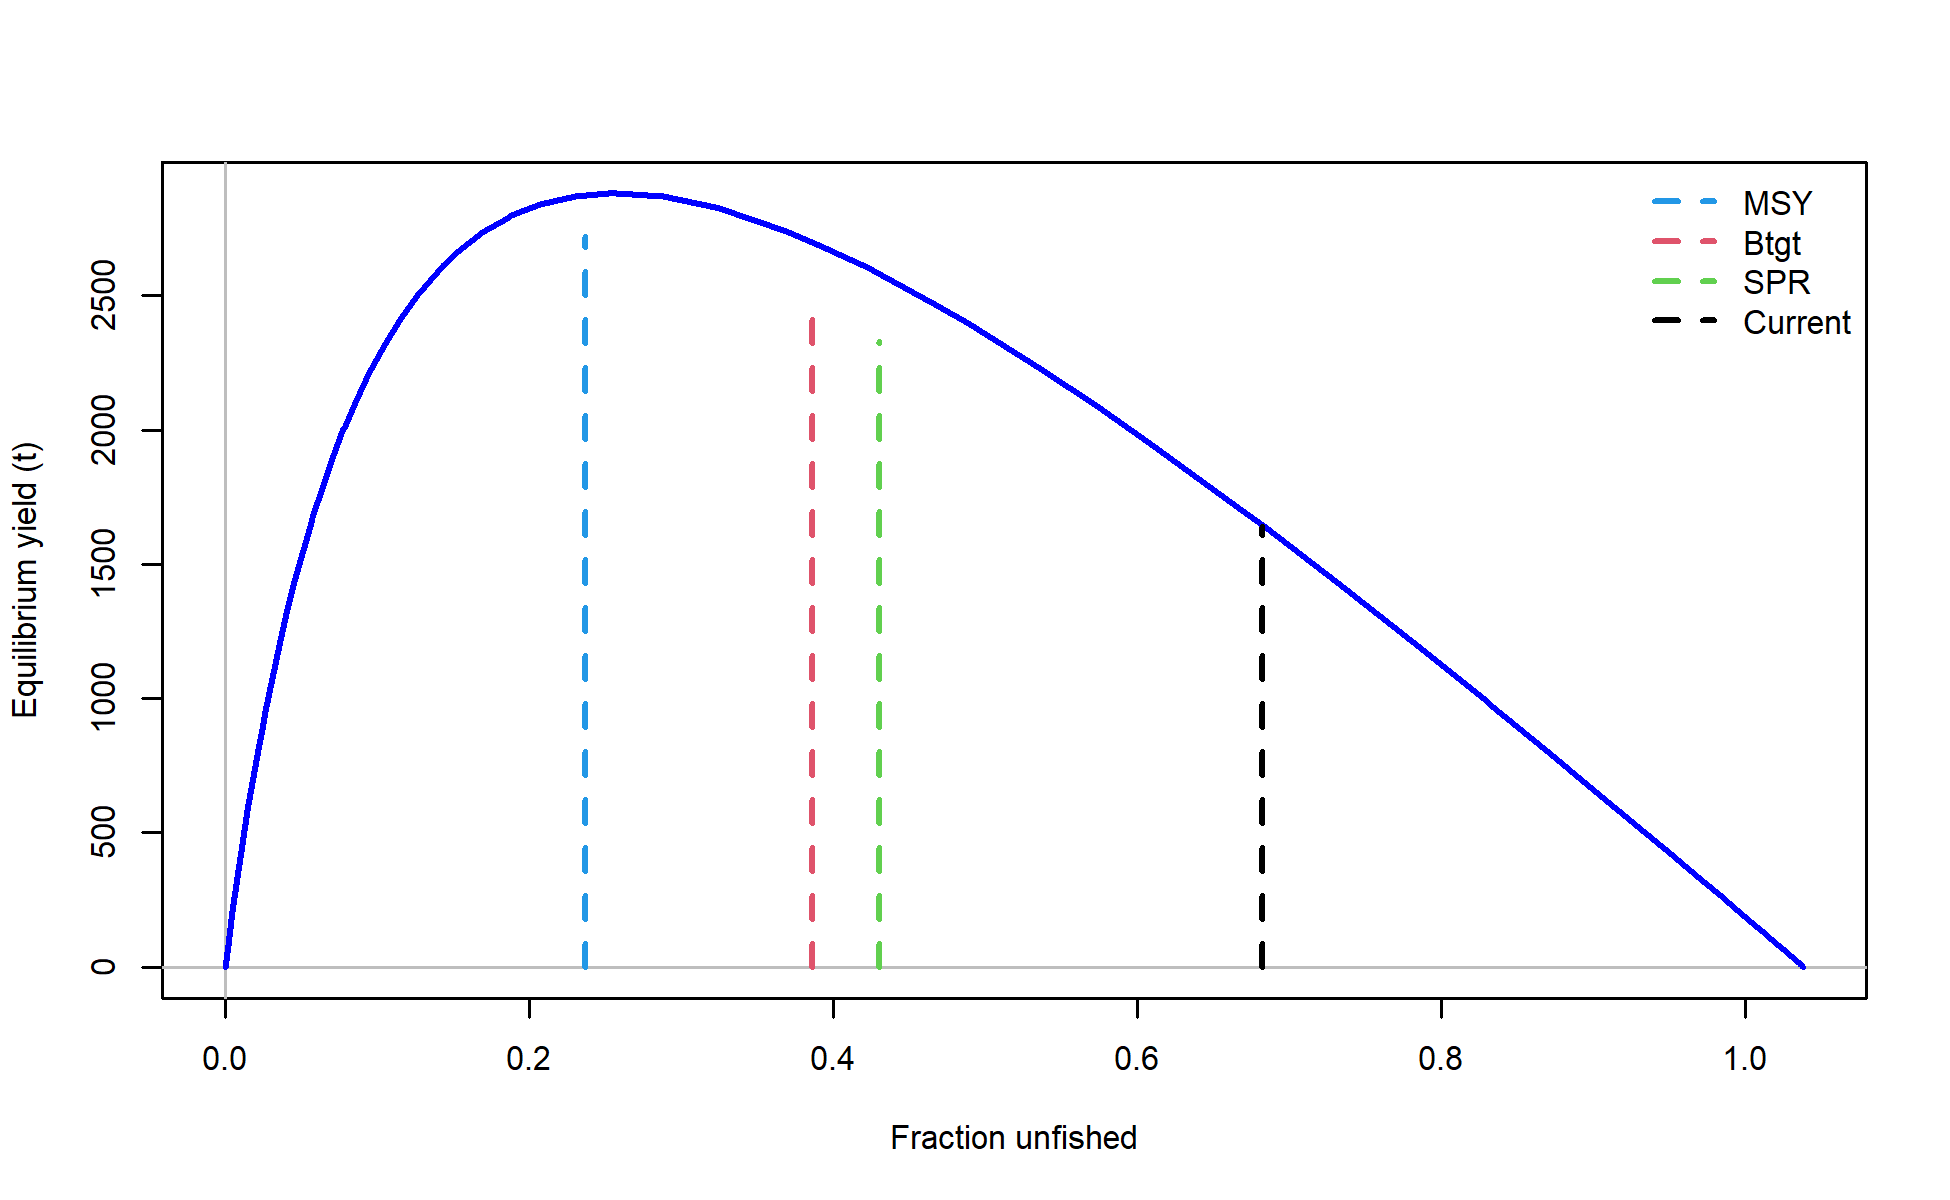 MSY
Btgt
SPR
Current
Equilibrium yield (t)
2500
2000
1500
1000
500
0
0.0 0.2 0.4 0.6 0.8 1.0
Fraction unfished